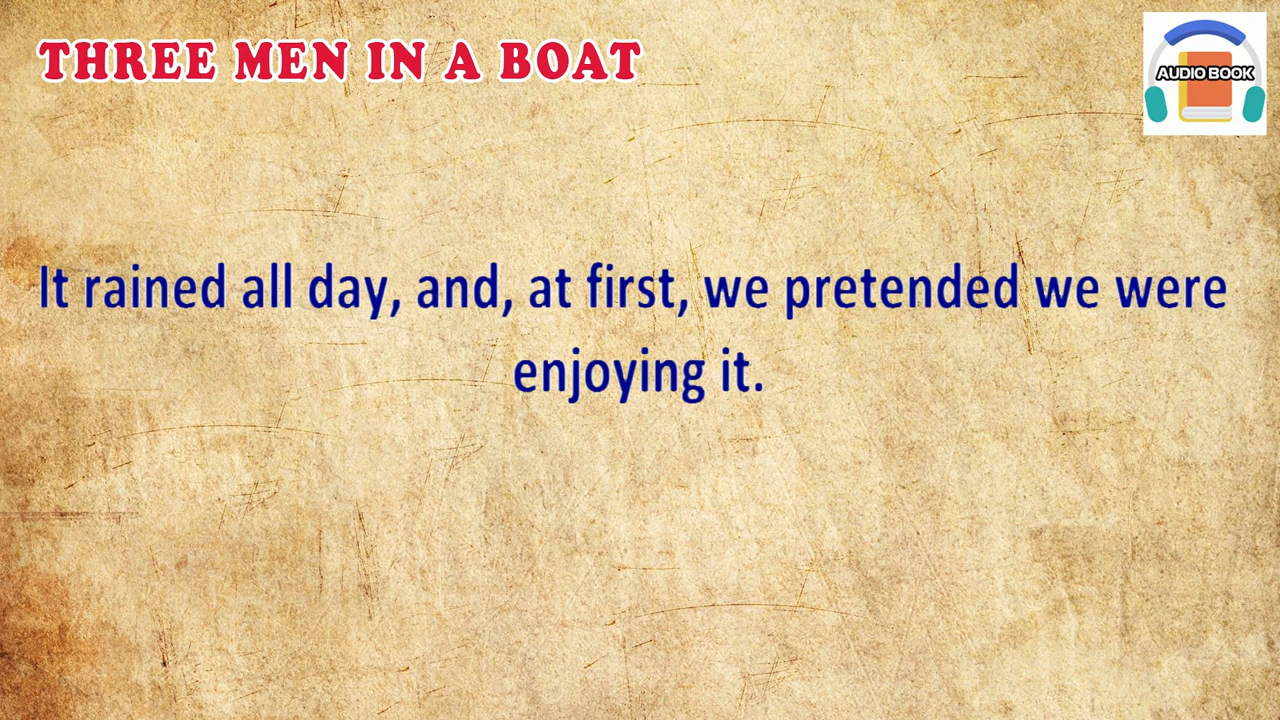 THREE MEN IN A BOAT
AUDIO BOOK
It rained all day, and, at first, we pretended we were
enjoying it.